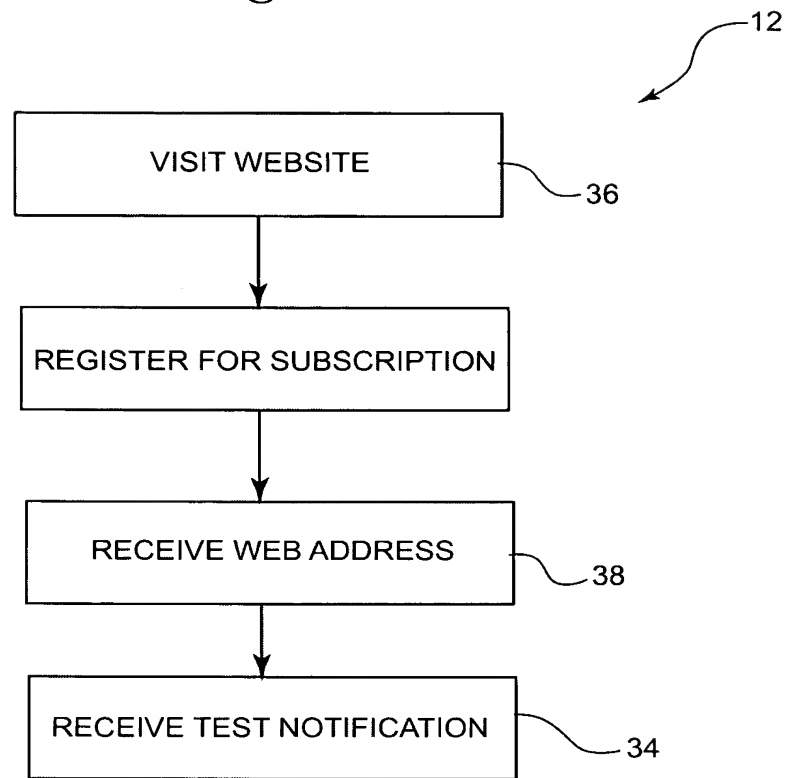 12
VISIT WEBSITE
36
REGISTER FOR SUBSCRIPTION
RECEIVE WEB ADDRESS
38
RECEIVE TEST NOTIFICATION
34